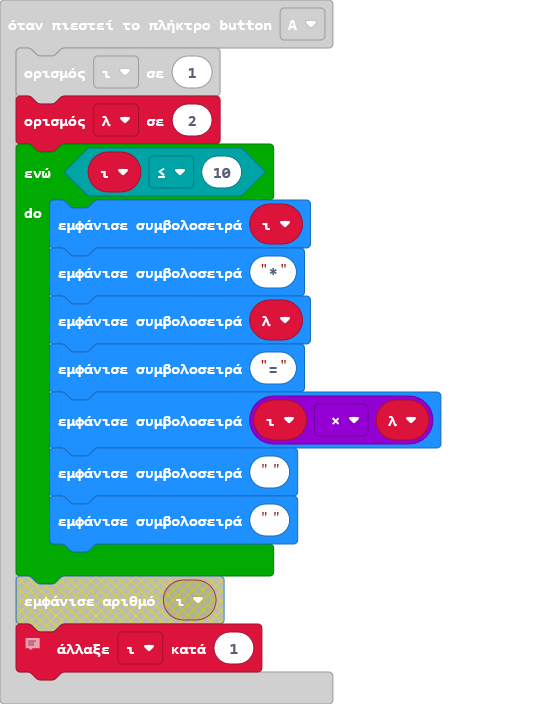 όταν πιεστεί το πλήκτρο button A
ορισμός ι σε 1
ορισμός λ σε 2
ενώ ι ≤ 10
do
εμφάνισε συμβολοσειρά ι
εμφάνισε συμβολοσειρά "*"
εμφάνισε συμβολοσειρά λ
εμφάνισε συμβολοσειρά "="
εμφάνισε συμβολοσειρά ι × λ
εμφάνισε συμβολοσειρά " "
εμφάνισε συμβολοσειρά " "
εμφάνισε αριθμό ι
άλλαξε ι κατά 1